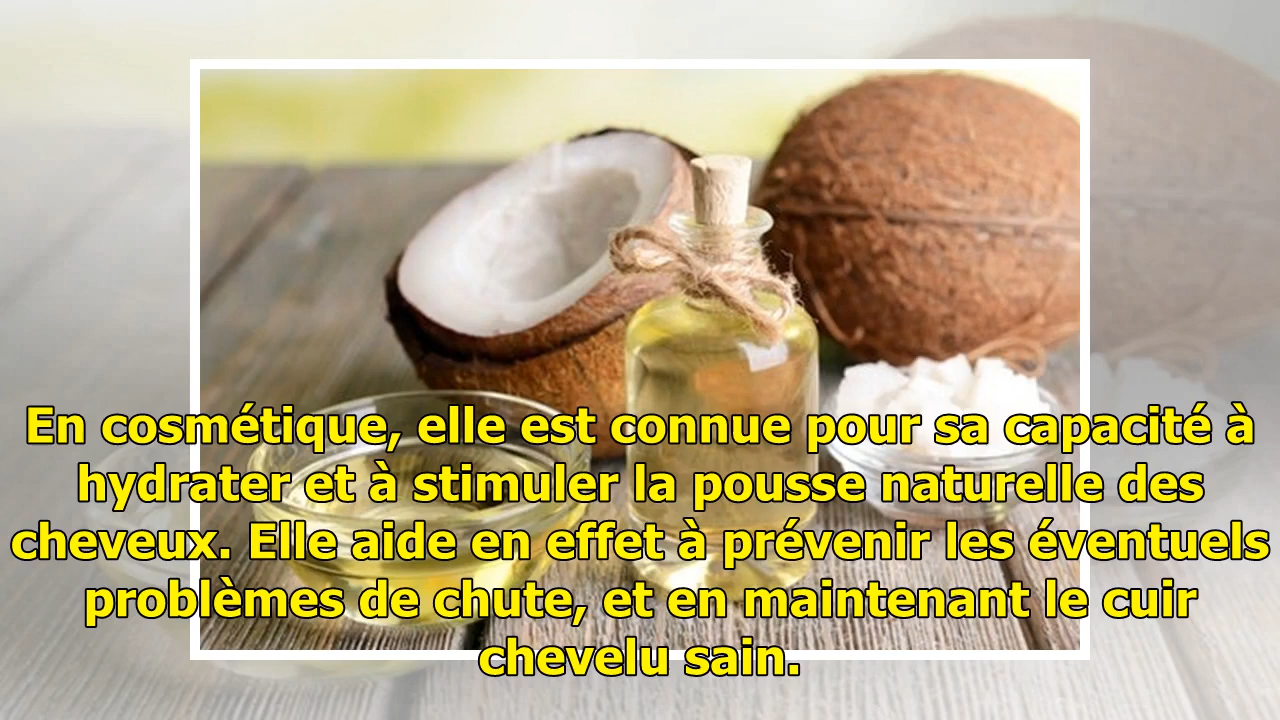 En cosmétique, elle est connue pour sa capacité à
hydrater et à stimuler la pousse naturelle des
cheveux. Elle aide en effet à prévenir les éventuels
problèmes de chute, et en maintenant le cuir
chevelu sain.